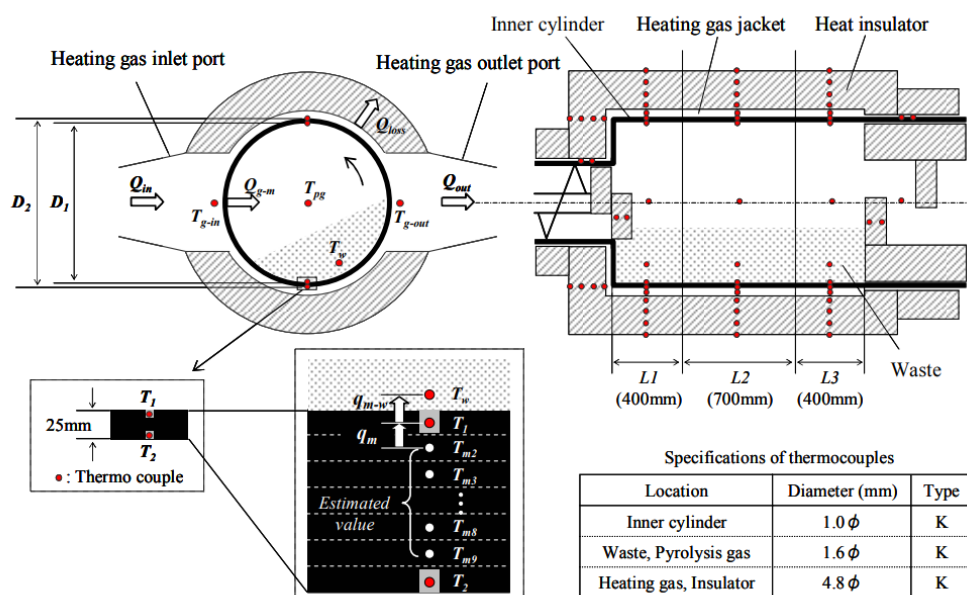 Inner cylinder
Heating gas jacket
Heat insulator
Heating gas inlet port
Heating gas outlet port
Q_loss
D_2
D_1
Q_in
Q_g-m
T_pg
Q_out
T_g-in
T_g-out
T_w
Waste
L1
(400mm)
L2
(700mm)
L3
(400mm)
T_1
25mm
T_2
: Thermo couple
q_m-w
T_w
q_m
T_1
T_m2
T_m3
Estimated
value
T_m8
T_m9
T_2
Specifications of thermocouples
Location Diameter (mm) Type
Inner cylinder 1.0ϕ K
Waste, Pyrolysis gas 1.6ϕ K
Heating gas, Insulator 4.8ϕ K